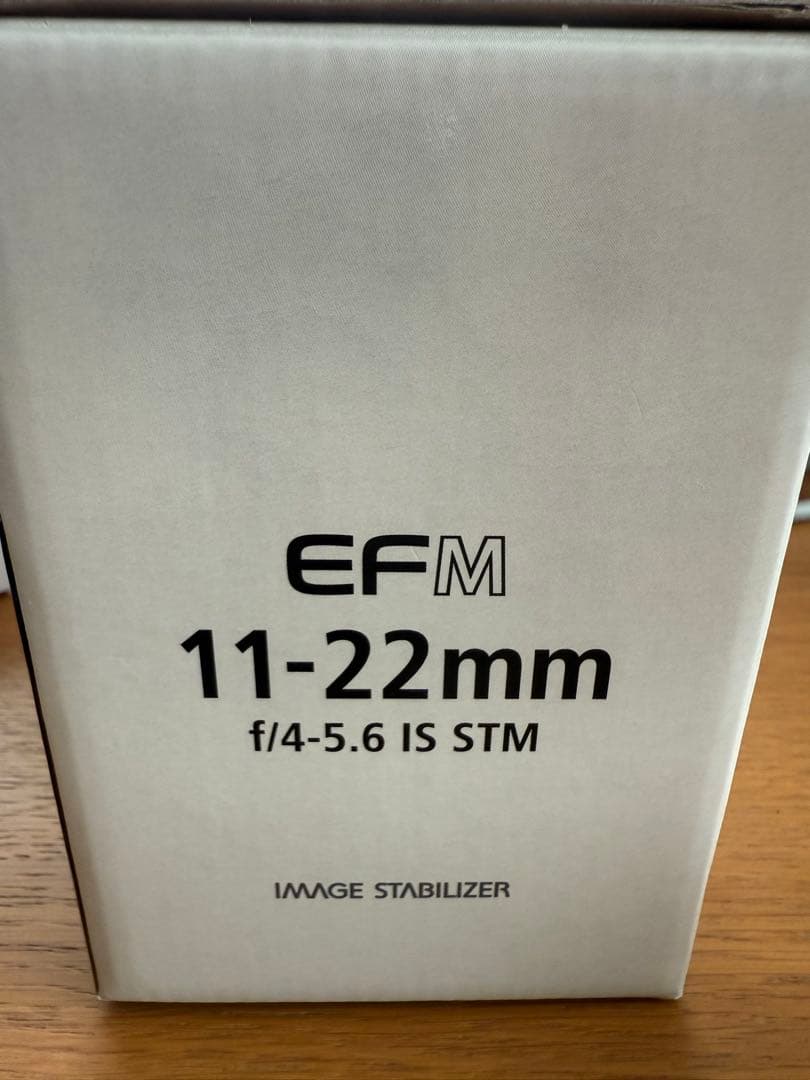 EFM
11-22mm
f/4-5.6 IS STM
IMAGE STABILIZER